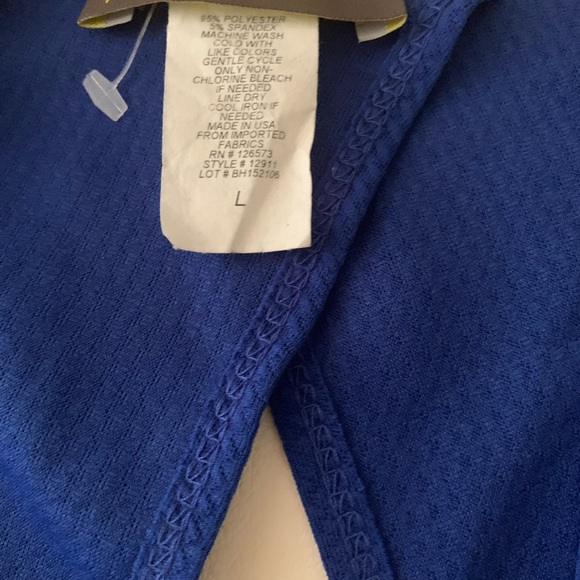 95% POLYESTER
5% SPANDEX
MACHINE WASH
COLD WITH
LIKE COLORS
GENTLE CYCLE
ONLY NON-
CHLORINE BLEACH
IF NEEDED
LINE DRY
COOL IRON IF
NEEDED
MADE IN USA
FROM IMPORTED
FABRICS
RN # 126573
STYLE # 12911
LOT # BH152106
L